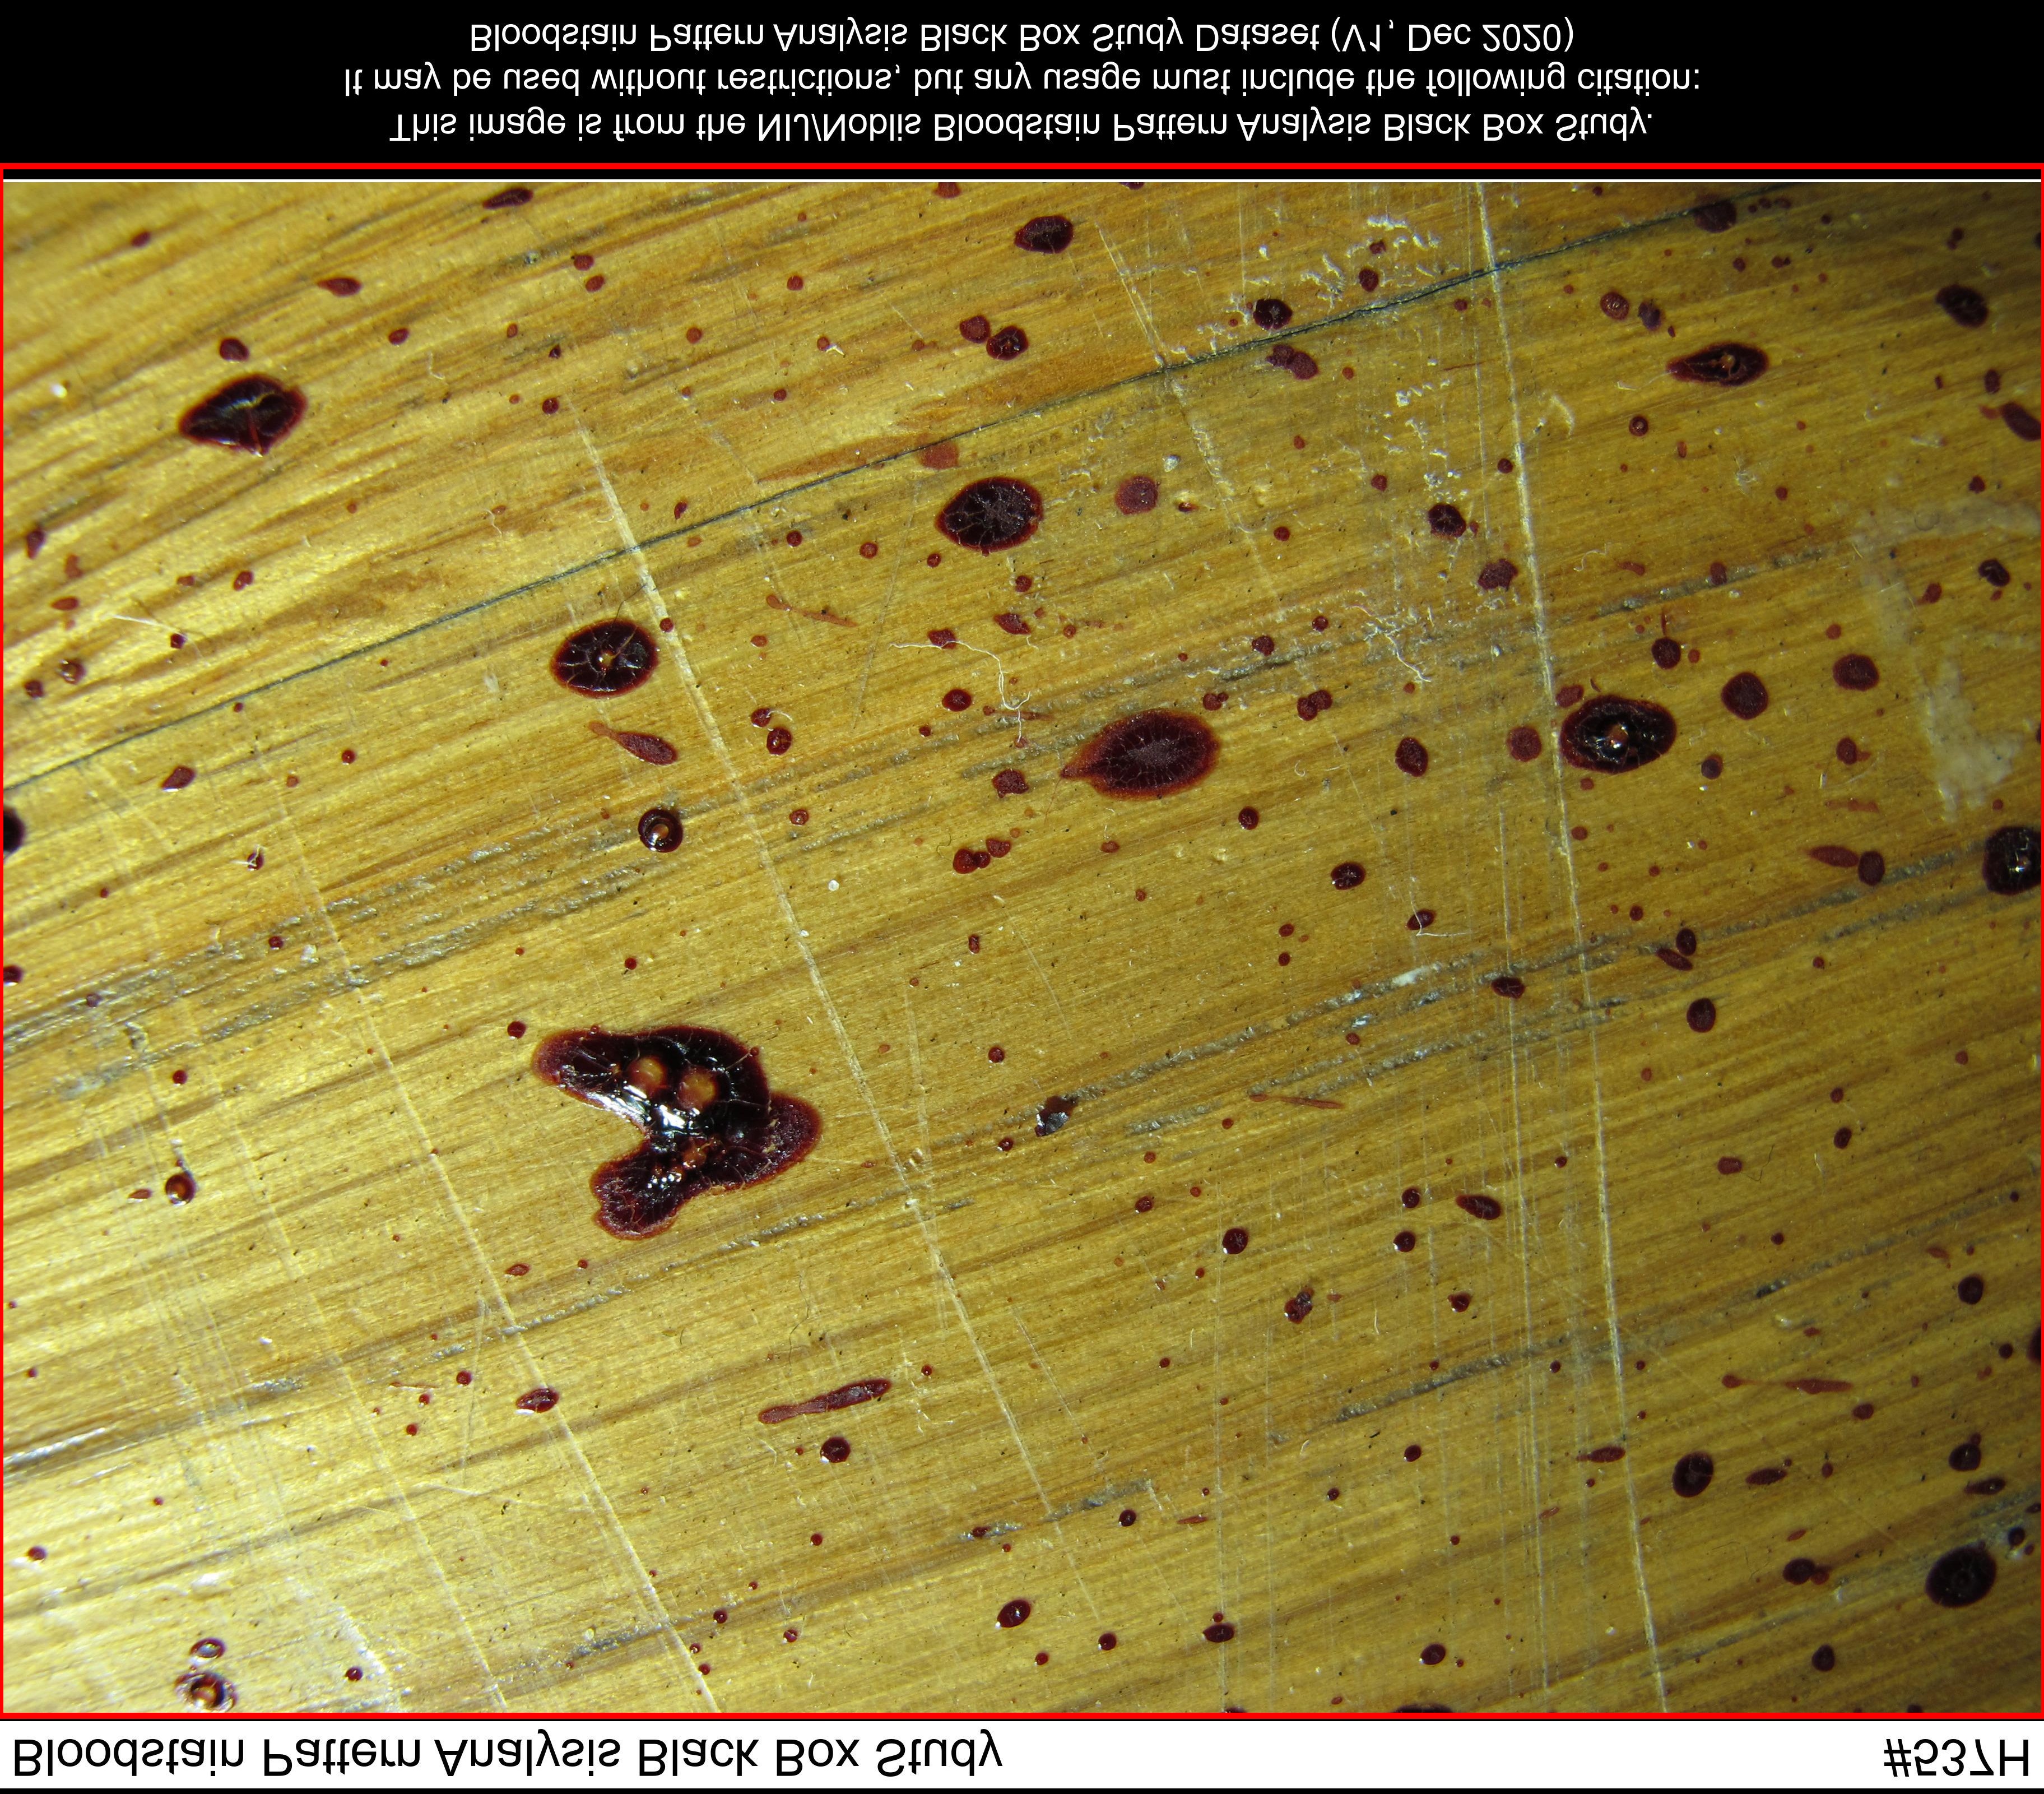 Bloodstain Pattern Analysis Black Box Study #537H
This image is from the NIJ/Noblis Bloodstain Pattern Analysis Black Box Study.
It may be used without restrictions, but any usage must include the following citation:
Bloodstain Pattern Analysis Black Box Study Dataset (V1, Dec 2020)